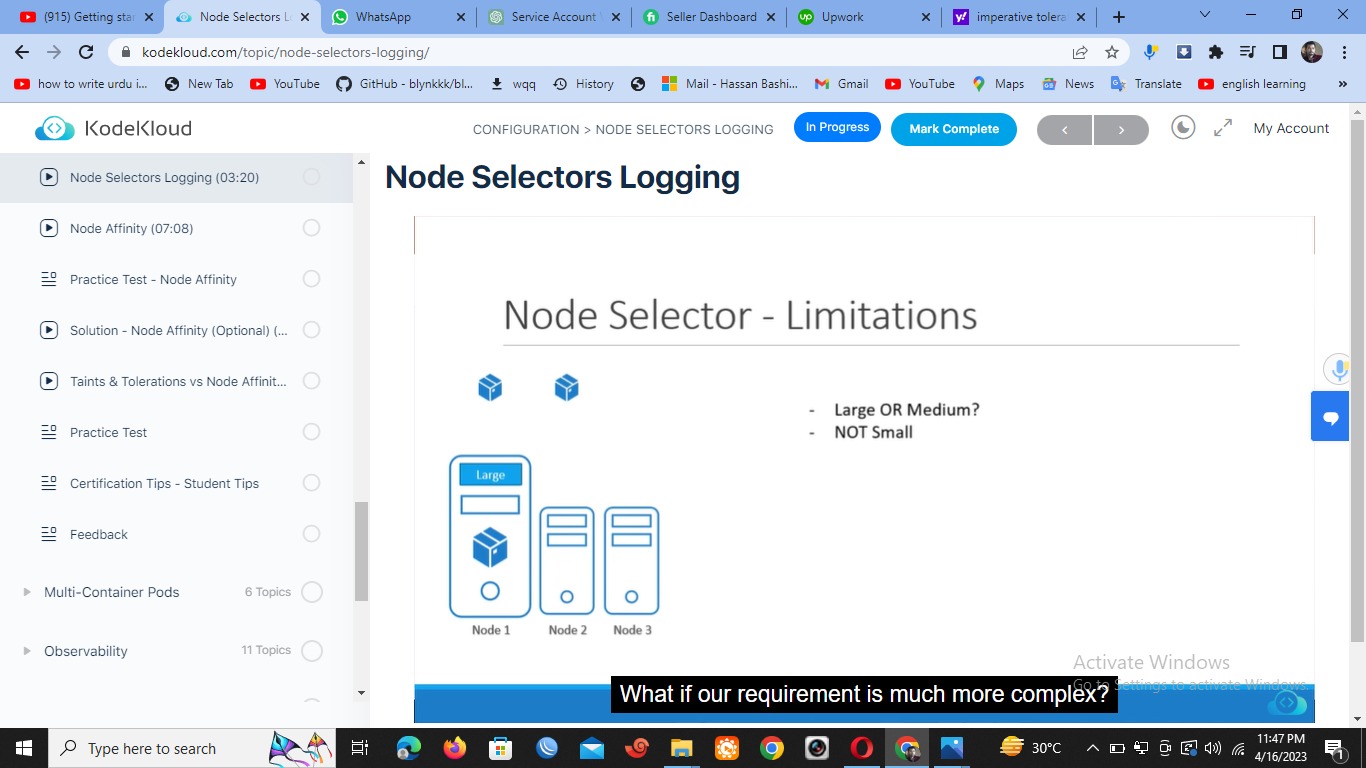 (915) Getting star
Node Selectors L
WhatsApp
Service Account
Seller Dashboard
Upwork
imperative tolera
kodekloud.com/topic/node-selectors-logging/
how to write urdu i...
New Tab
YouTube
GitHub - blynkkk/bl...
wqq
History
Mail - Hassan Bashi...
Gmail
YouTube
Maps
News
Translate
english learning
»
KodeKloud
CONFIGURATION > NODE SELECTORS LOGGING
In Progress
Mark Complete
My Account
Node Selectors Logging (03:20)
Node Affinity (07:08)
Practice Test - Node Affinity
Solution - Node Affinity (Optional) (...
Taints & Tolerations vs Node Affinit...
Practice Test
Certification Tips - Student Tips
Feedback
Multi-Container Pods 6 Topics
Observability 11 Topics
Node Selectors Logging
Node Selector - Limitations
- Large OR Medium?
- NOT Small
Large
Node 1 Node 2 Node 3
Activate Windows
Go to Settings to activate Windows.
What if our requirement is much more complex?
Type here to search
30°C
11:47 PM
4/16/2023
1